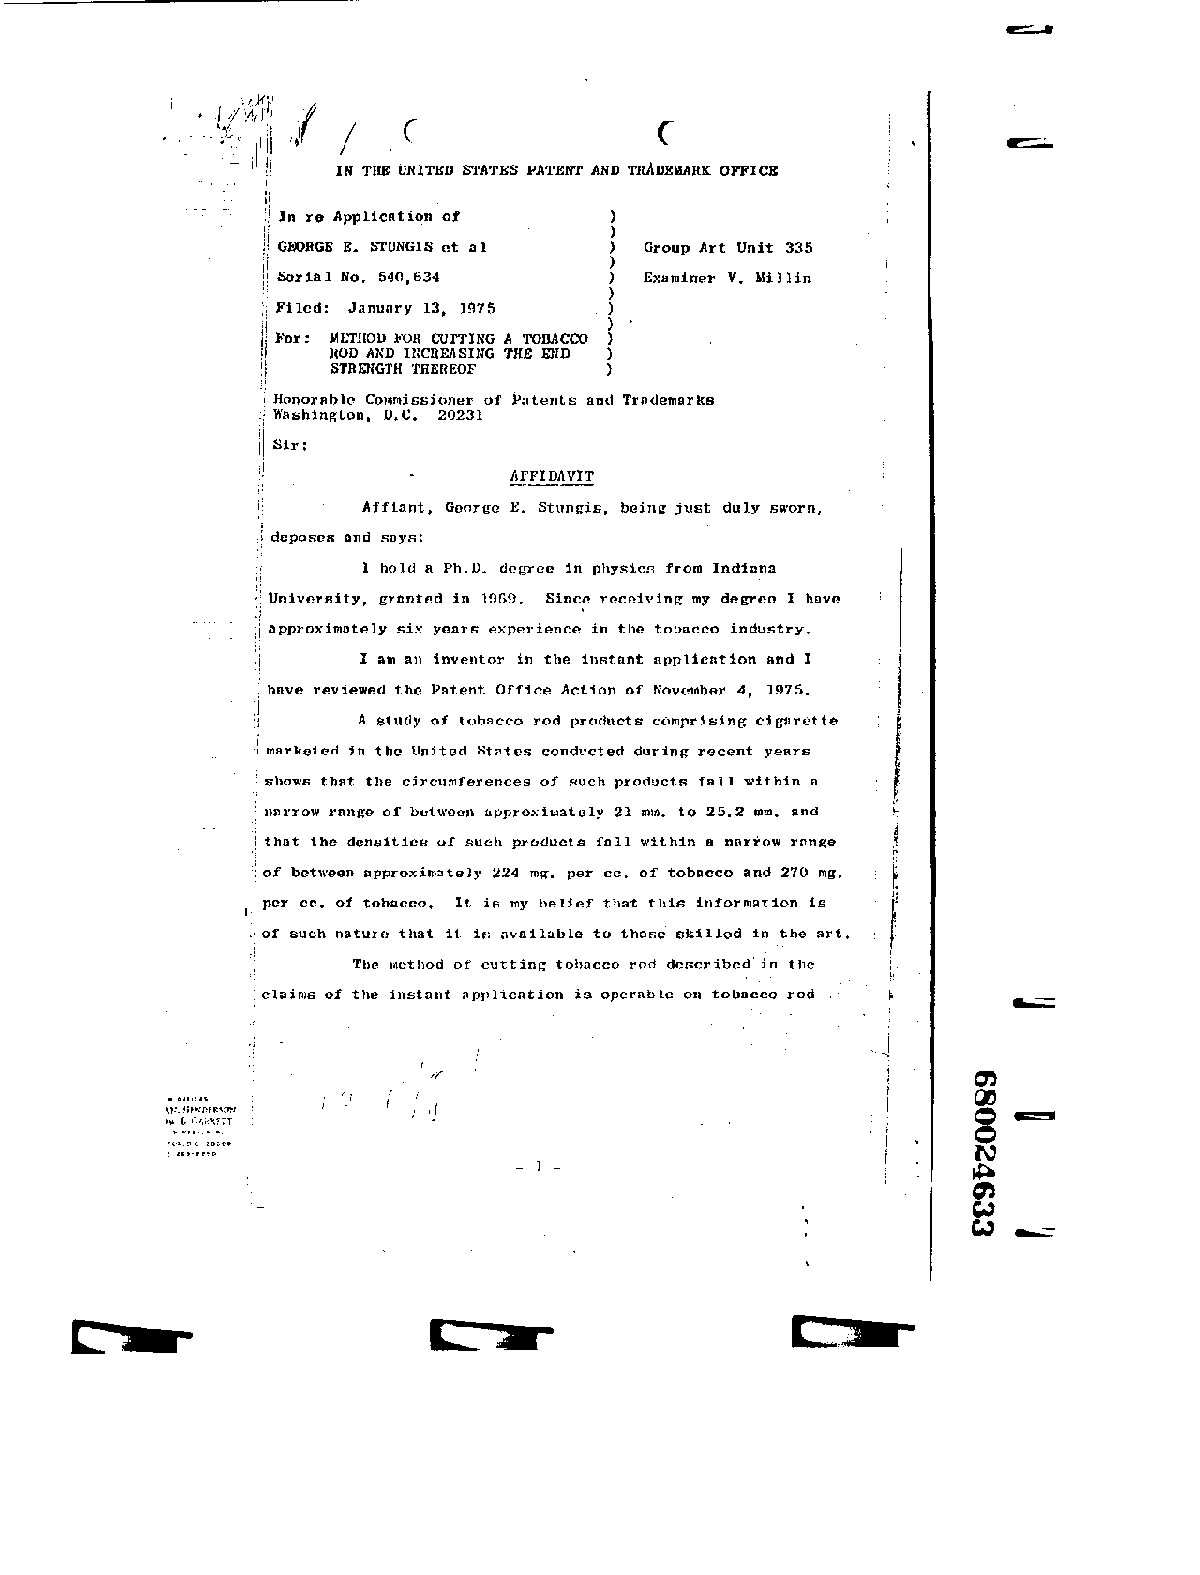 IN THE UNITED STATES PATENT AND TRADEMARK OFFICE
In re Application of )
)
GEORGE E. STUNGIS et al ) Group Art Unit 335
)
Serial No. 540,634 ) Examiner V. Millin
)
Filed: January 13, 1975 )
)
For: METHOD FOR CUTTING A TOBACCO )
ROD AND INCREASING THE END )
STRENGTH THEREOF )
Honorable Commissioner of Patents and Trademarks
Washington, D.C. 20231
Sir:
AFFIDAVIT
Affiant, George E. Stungis, being just duly sworn,
deposes and says:
I hold a Ph.D. degree in physics from Indiana
University, granted in 1969. Since receiving my degree I have
approximately six years experience in the tobacco industry.
I am an inventor in the instant application and I
have reviewed the Patent Office Action of November 4, 1975.
A study of tobacco rod products comprising cigarette
marketed in the United States conducted during recent years
shows that the circumferences of such products fall within a
narrow range of between approximately 21 mm. to 25.2 mm. and
that the densities of such products fall within a narrow range
of between approximately 224 mg. per cc. of tobacco and 270 mg.
per cc. of tobacco. It is my belief that this information is
of such nature that it is available to those skilled in the art.
The method of cutting tobacco rod described in the
claims of the instant application is operable on tobacco rod
- 1 -
680024633